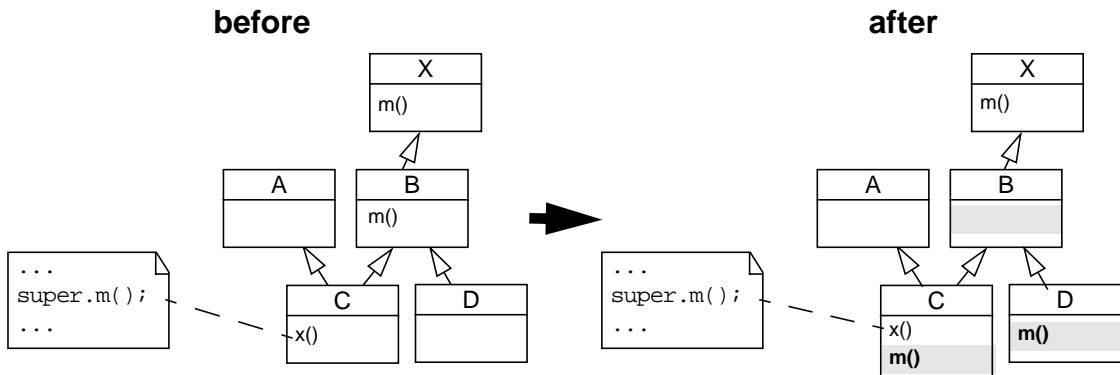 before
X
m()
A
B
m()
...
super.m();
...
C
x()
D
after
X
m()
A
B
...
super.m();
...
C
x()
m()
D
m()